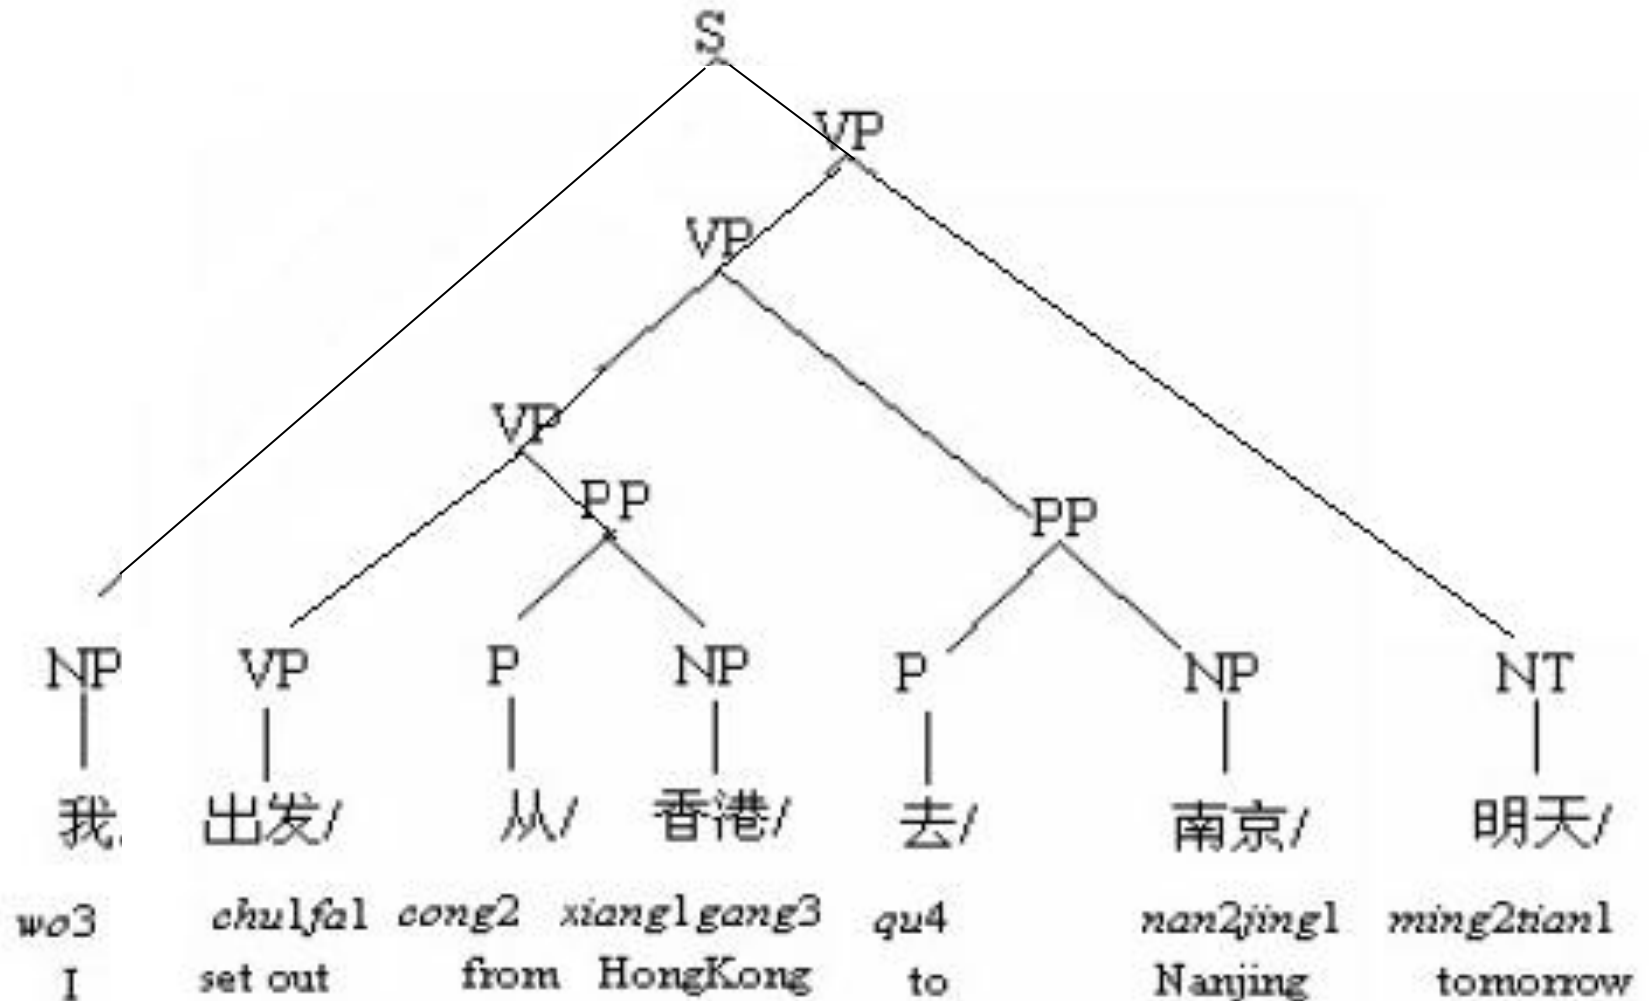 S
VP
VP
VP
PP
PP
NP VP P NP P NP NT
我 出发/ 从/ 香港/ 去/ 南京/ 明天/
wo3 chu1fa1 cong2 xiang1gang3 qu4 nan2jing1 ming2tian1
I set out from HongKong to Nanjing tomorrow